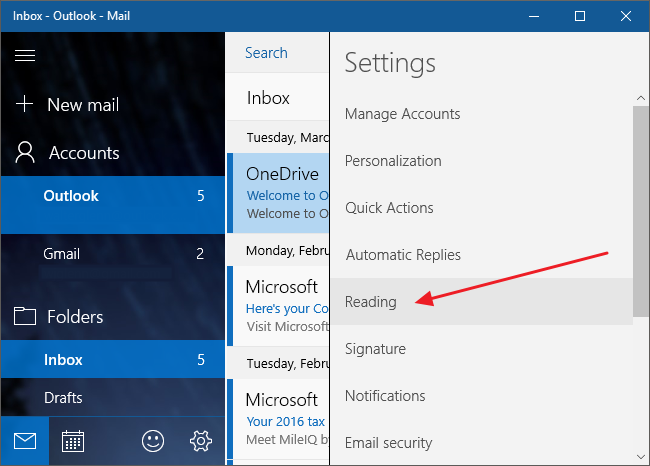 Inbox - Outlook - Mail
New mail
Accounts
Outlook 5
Gmail 2
Folders
Inbox 5
Drafts
Search
Inbox
Tuesday, Marc
OneDrive
Welcome to O
Welcome to O
Monday, Febru
Microsoft
Here's your Co
Visit Microsoft
Tuesday, Febru
Microsoft
Your 2016 tax
Meet MileIQ by
Settings
Manage Accounts
Personalization
Quick Actions
Automatic Replies
Reading
Signature
Notifications
Email security